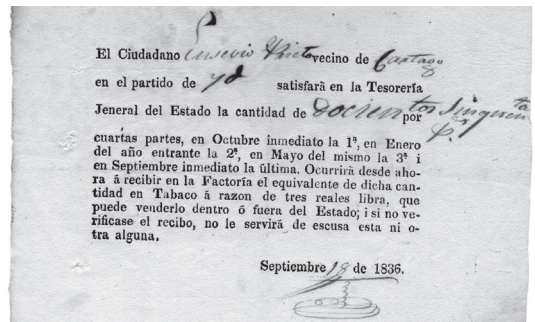 El Ciudadano Eusevio Prieto vecino de Cartago
en el partido de id satisfará en la Tesorería
Jeneral del Estado la cantidad de Docientos sinquenta p.s por
cuartas partes, en Octubre inmediato la 1ª, en Enero
del año entrante la 2ª, en Mayo del mismo la 3ª i
en Septiembre inmediato la última. Ocurrirá desde aho-
ra á recibir en la Factoría el equivalente de dicha can-
tidad en Tabaco á razon de tres reales libra, que
puede venderlo dentro ó fuera del Estado; i si no ve-
rificase el recibo, no le servirá de escusa esta ni o-
tra alguna.
Septiembre 18 de 1836.